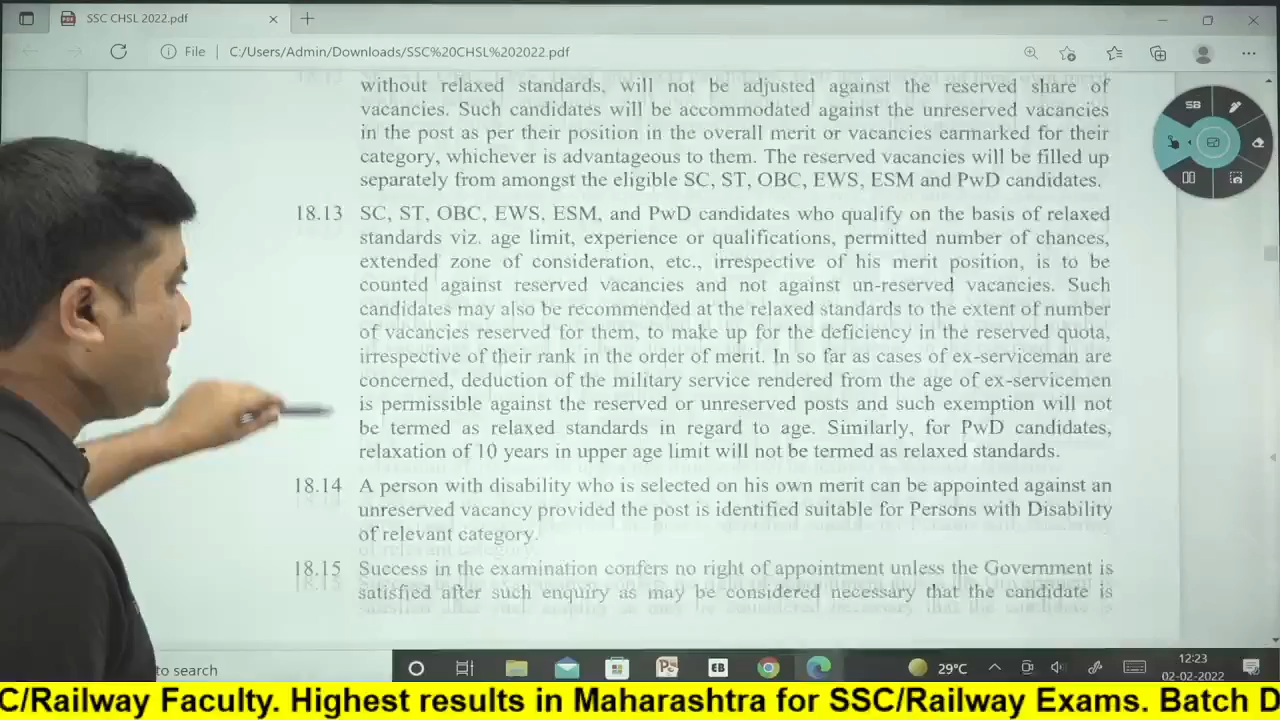 SSC CHSL 2022.pdf
File C:/Users/Admin/Downloads/SSC%20CHSL%202022.pdf
without relaxed standards, will not be adjusted against the reserved share of
vacancies. Such candidates will be accommodated against the unreserved vacancies
in the post as per their position in the overall merit or vacancies earmarked for their
category, whichever is advantageous to them. The reserved vacancies will be filled up
separately from amongst the eligible SC, ST, OBC, EWS, ESM and PwD candidates.
18.13 SC, ST, OBC, EWS, ESM, and PwD candidates who qualify on the basis of relaxed
standards viz. age limit, experience or qualifications, permitted number of chances,
extended zone of consideration, etc., irrespective of his merit position, is to be
counted against reserved vacancies and not against un-reserved vacancies. Such
candidates may also be recommended at the relaxed standards to the extent of number
of vacancies reserved for them, to make up for the deficiency in the reserved quota,
irrespective of their rank in the order of merit. In so far as cases of ex-serviceman are
concerned, deduction of the military service rendered from the age of ex-servicemen
is permissible against the reserved or unreserved posts and such exemption will not
be termed as relaxed standards in regard to age. Similarly, for PwD candidates,
relaxation of 10 years in upper age limit will not be termed as relaxed standards.
18.14 A person with disability who is selected on his own merit can be appointed against an
unreserved vacancy provided the post is identified suitable for Persons with Disability
of relevant category.
18.15 Success in the examination confers no right of appointment unless the Government is
satisfied after such enquiry as may be considered necessary that the candidate is
SB
to search
EB
29°C
12:23
02-02-2022
C/Railway Faculty. Highest results in Maharashtra for SSC/Railway Exams. Batch D